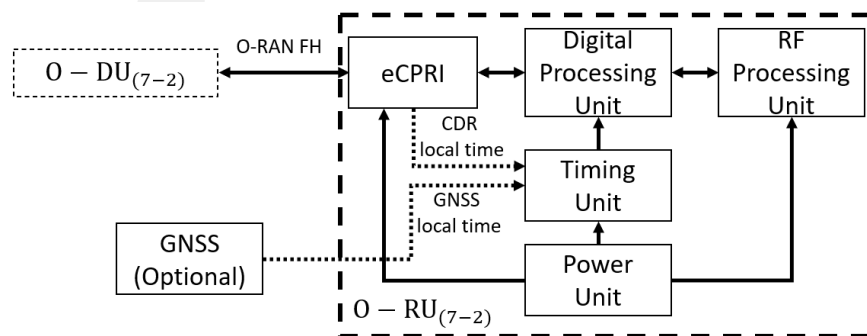 O-RAN FH
O – DU(7−2)
eCPRI
Digital
Processing
Unit
RF
Processing
Unit
CDR
local time
Timing
Unit
GNSS
local time
GNSS
(Optional)
Power
Unit
O – RU(7−2)